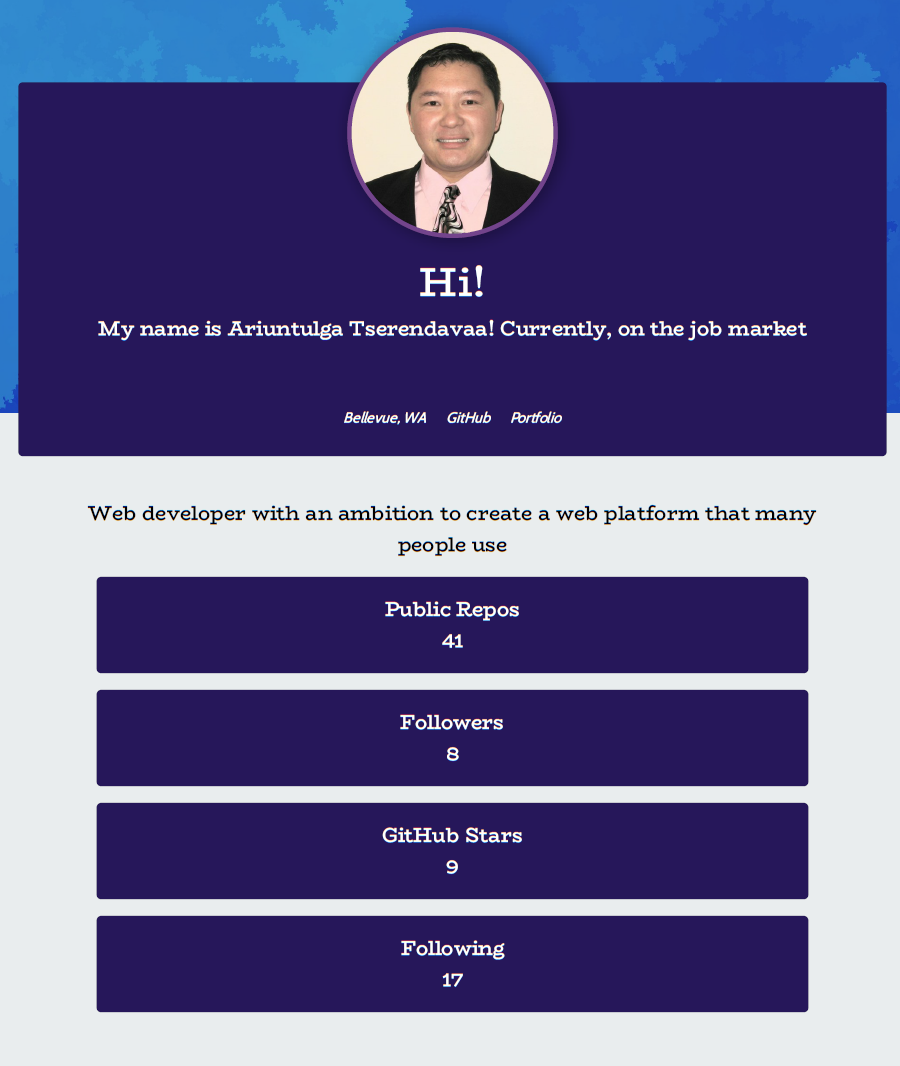 Hi!
My name is Ariuntulga Tserendavaa! Currently, on the job market
Bellevue, WA GitHub Portfolio
Web developer with an ambition to create a web platform that many
people use
Public Repos
41
Followers
8
GitHub Stars
9
Following
17